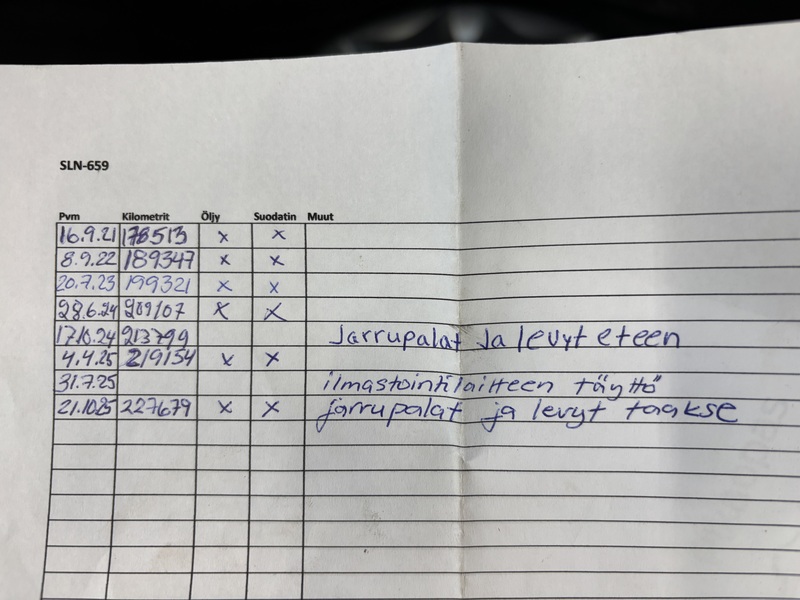 SLN-659
Pvm Kilometrit Öljy Suodatin Muut
16.9.21 178513 x x
8.9.22 189347 x x
20.7.23 199321 x x
28.6.24 209107 x x
17.10.24 213799 Jarrupalat Ja levyt eteen
4.4.25 219154 x x
31.7.25 ilmastointilaitteen täyttö
21.1025 227679 x x jarrupalat ja levyt taakse